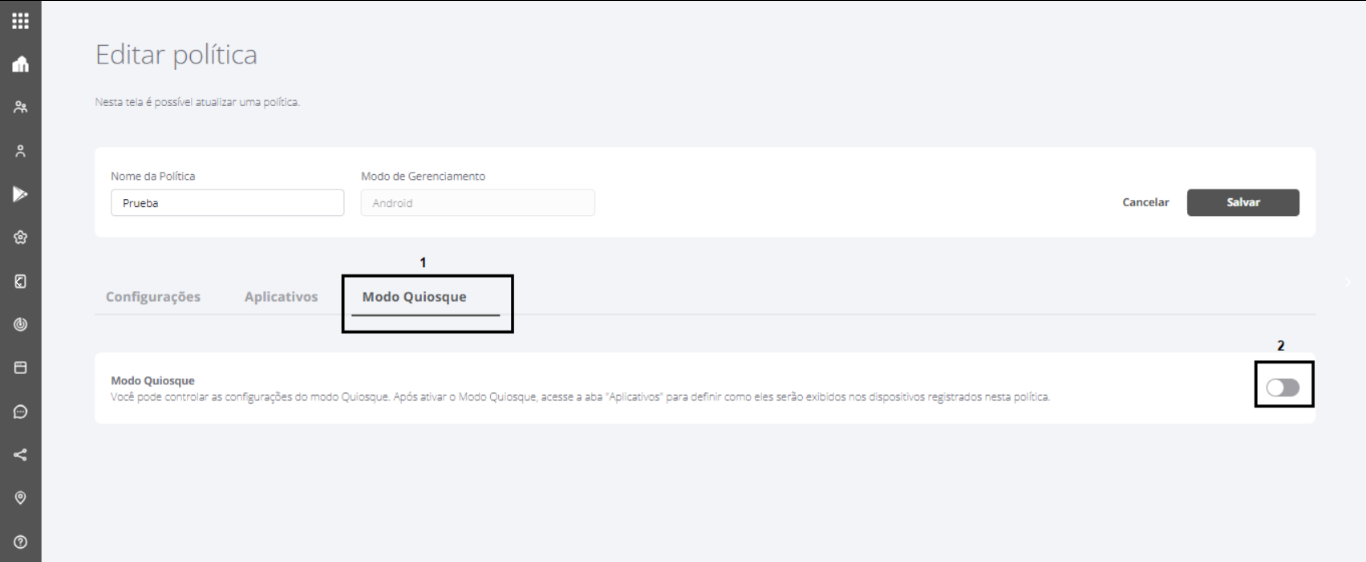 Editar política
Nesta tela é possível atualizar uma política.
Nome da Política
Modo de Gerenciamento
Prueba
Android
Cancelar
Salvar
1
Configurações
Aplicativos
Modo Quiosque
2
Modo Quiosque
Você pode controlar as configurações do modo Quiosque. Após ativar o Modo Quiosque, acesse a aba "Aplicativos" para definir como eles serão exibidos nos dispositivos registrados nesta política.